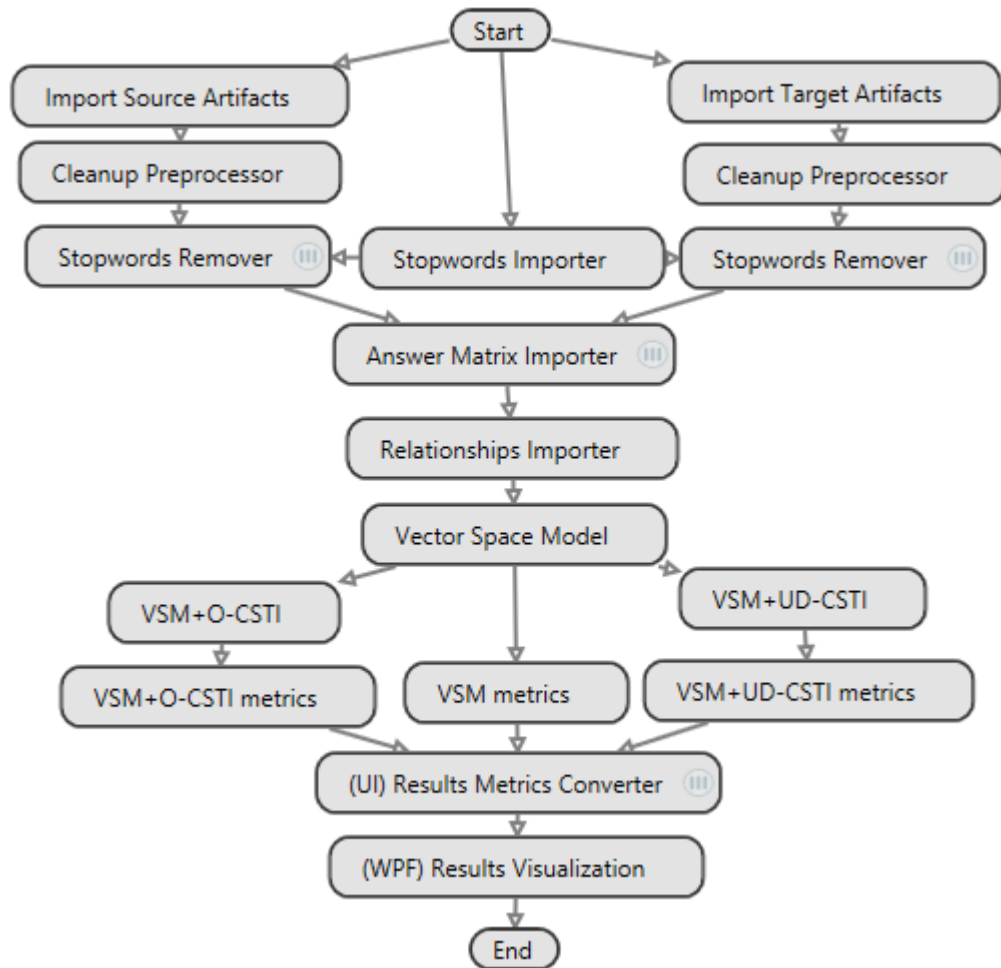 Start
Import Source Artifacts
Import Target Artifacts
Cleanup Preprocessor
Cleanup Preprocessor
Stopwords Remover
Stopwords Importer
Stopwords Remover
Answer Matrix Importer
Relationships Importer
Vector Space Model
VSM+O-CSTI
VSM+UD-CSTI
VSM+O-CSTI metrics
VSM metrics
VSM+UD-CSTI metrics
(UI) Results Metrics Converter
(WPF) Results Visualization
End